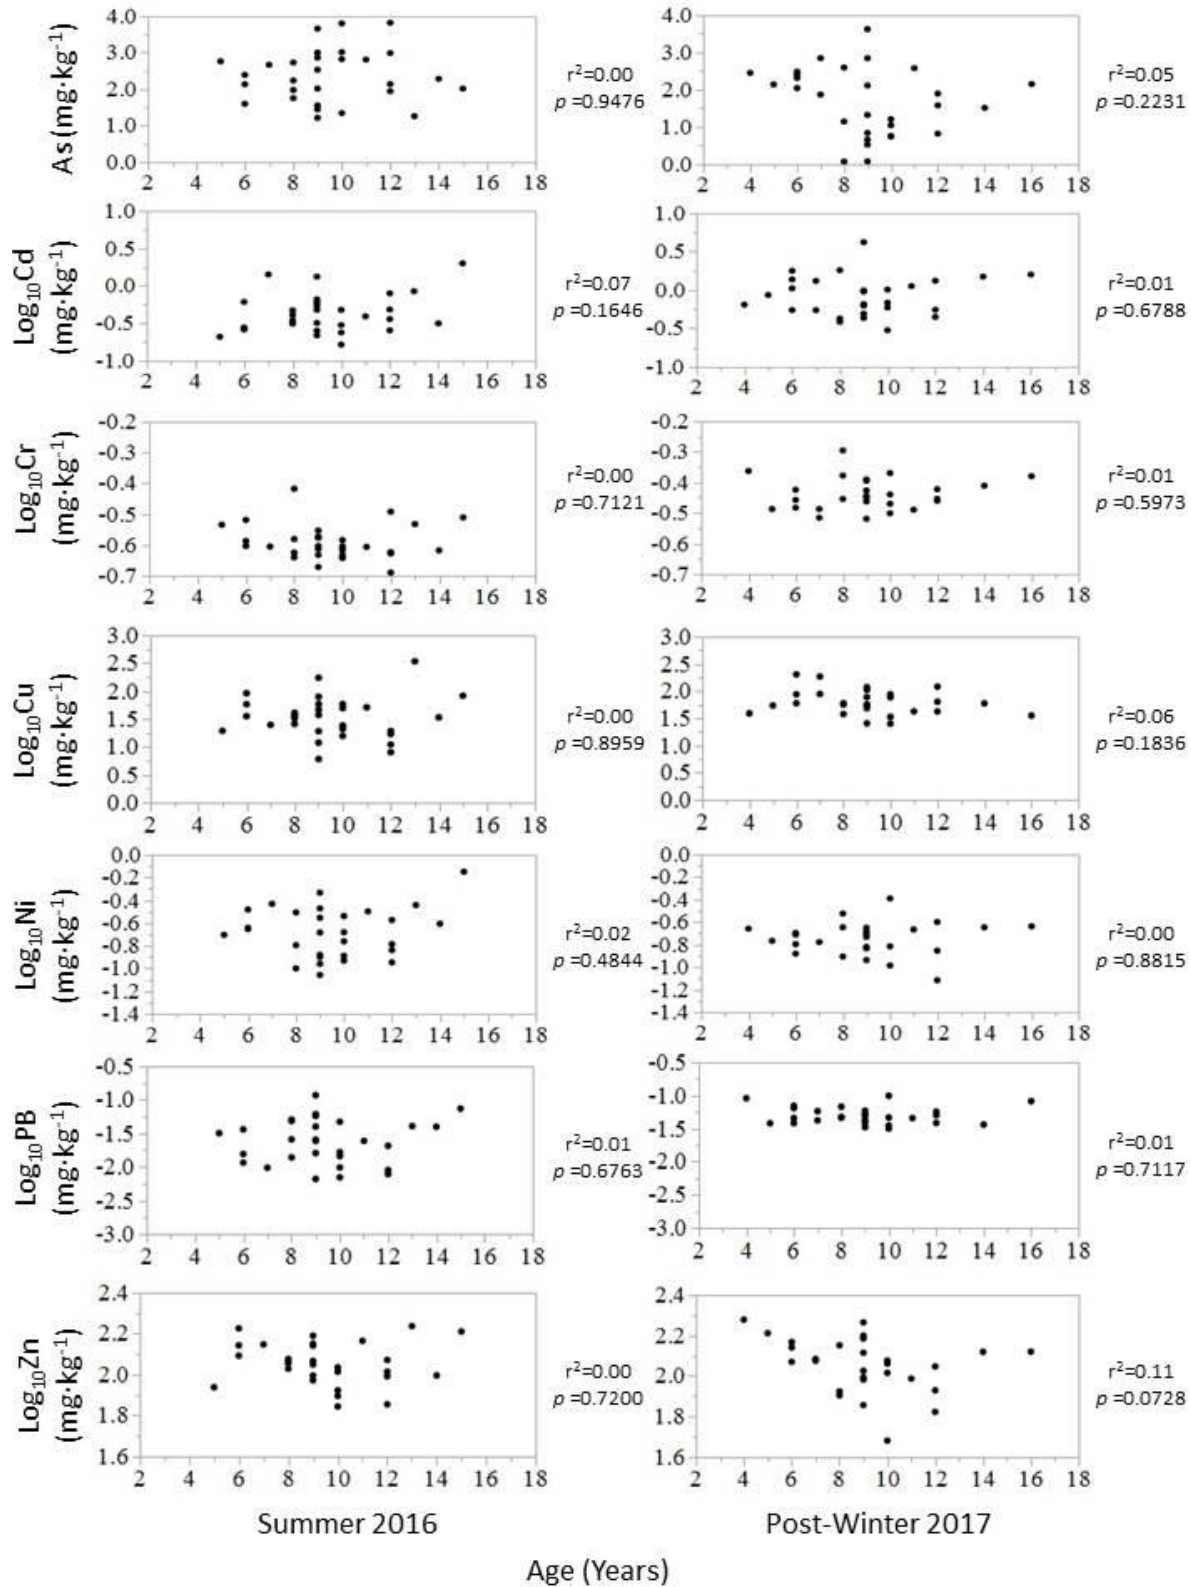 As (mg·kg⁻¹)
4.0
3.0
2.0
1.0
0.0
2 4 6 8 10 12 14 16 18
r²=0.00
p =0.9476
4.0
3.0
2.0
1.0
0.0
2 4 6 8 10 12 14 16 18
r²=0.05
p =0.2231
Log₁₀Cd
(mg·kg⁻¹)
1.0
0.5
0.0
-0.5
-1.0
2 4 6 8 10 12 14 16 18
r²=0.07
p =0.1646
1.0
0.5
0.0
-0.5
-1.0
2 4 6 8 10 12 14 16 18
r²=0.01
p =0.6788
Log₁₀Cr
(mg·kg⁻¹)
-0.2
-0.3
-0.4
-0.5
-0.6
-0.7
2 4 6 8 10 12 14 16 18
r²=0.00
p =0.7121
-0.2
-0.3
-0.4
-0.5
-0.6
-0.7
2 4 6 8 10 12 14 16 18
r²=0.01
p =0.5973
Log₁₀Cu
(mg·kg⁻¹)
3.0
2.5
2.0
1.5
1.0
0.5
0.0
2 4 6 8 10 12 14 16 18
r²=0.00
p =0.8959
3.0
2.5
2.0
1.5
1.0
0.5
0.0
2 4 6 8 10 12 14 16 18
r²=0.06
p =0.1836
Log₁₀Ni
(mg·kg⁻¹)
0.0
-0.2
-0.4
-0.6
-0.8
-1.0
-1.2
-1.4
2 4 6 8 10 12 14 16 18
r²=0.02
p =0.4844
0.0
-0.2
-0.4
-0.6
-0.8
-1.0
-1.2
-1.4
2 4 6 8 10 12 14 16 18
r²=0.00
p =0.8815
Log₁₀PB
(mg·kg⁻¹)
-0.5
-1.0
-1.5
-2.0
-2.5
-3.0
2 4 6 8 10 12 14 16 18
r²=0.01
p =0.6763
-0.5
-1.0
-1.5
-2.0
-2.5
-3.0
2 4 6 8 10 12 14 16 18
r²=0.01
p =0.7117
Log₁₀Zn
(mg·kg⁻¹)
2.4
2.2
2.0
1.8
1.6
2 4 6 8 10 12 14 16 18
r²=0.00
p =0.7200
2.4
2.2
2.0
1.8
1.6
2 4 6 8 10 12 14 16 18
r²=0.11
p =0.0728
Summer 2016
Post-Winter 2017
Age (Years)